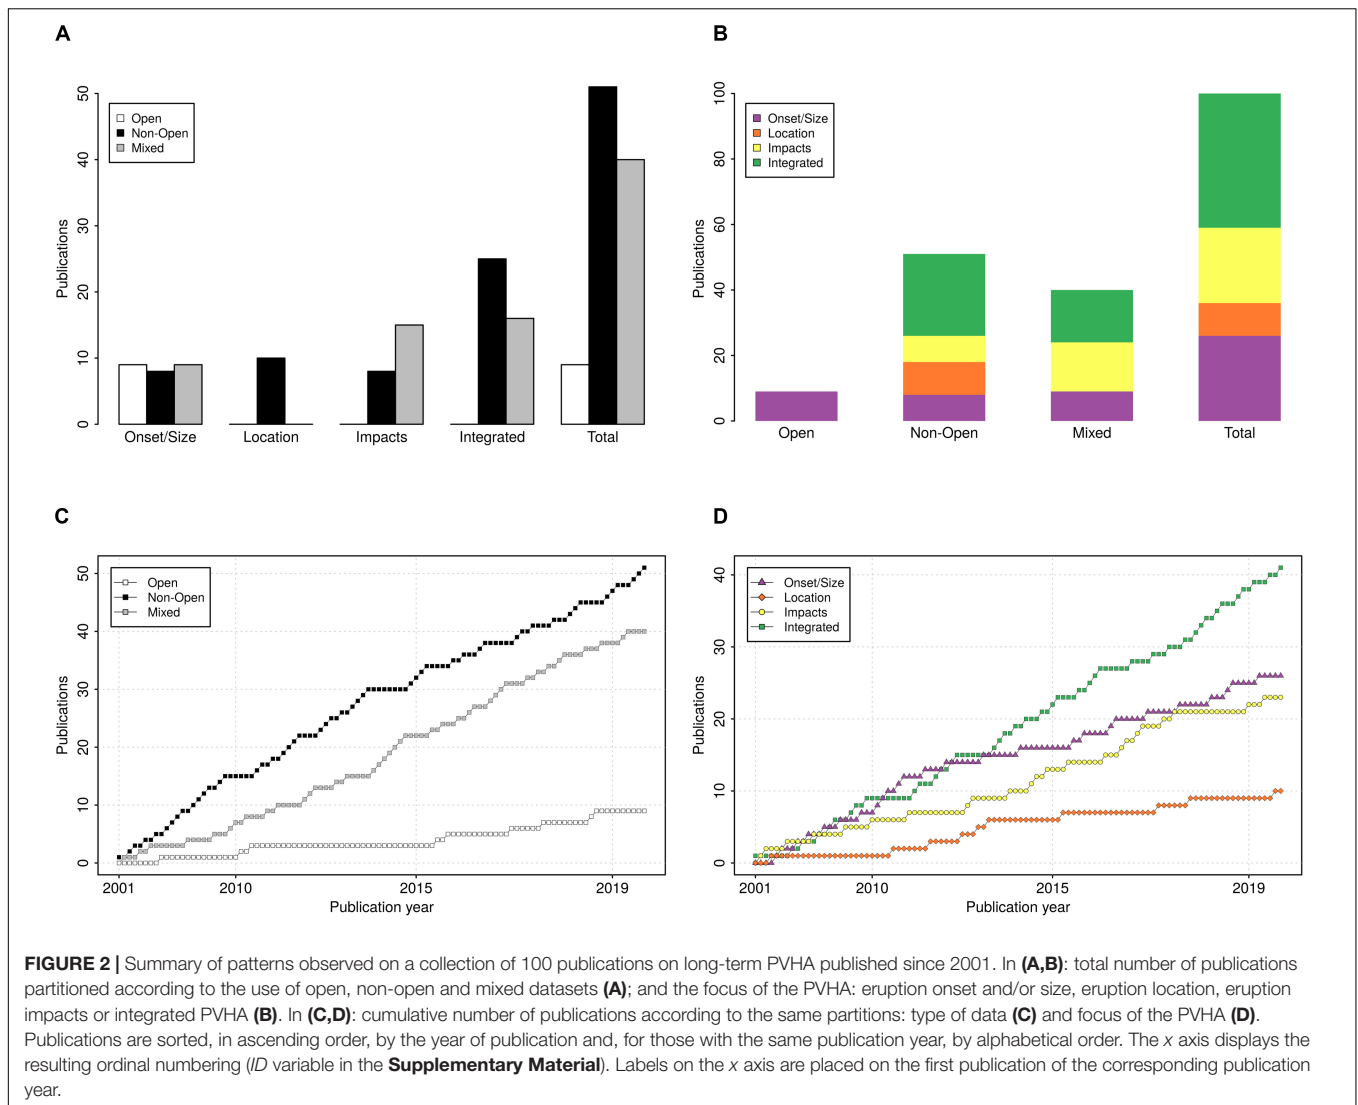 A
Publications
0
10
20
30
40
50
Open
Non-Open
Mixed
Onset/Size Location Impacts Integrated Total
B
Publications
0
20
40
60
80
100
Onset/Size
Location
Impacts
Integrated
Open Non-Open Mixed Total
C
Publications
50
40
30
20
10
0
Open
Non-Open
Mixed
2001 2010 2015 2019
Publication year
D
Publications
40
30
20
10
0
Onset/Size
Location
Impacts
Integrated
2001 2010 2015 2019
Publication year
FIGURE 2 | Summary of patterns observed on a collection of 100 publications on long-term PVHA published since 2001. In (A,B): total number of publications
partitioned according to the use of open, non-open and mixed datasets (A); and the focus of the PVHA: eruption onset and/or size, eruption location, eruption
impacts or integrated PVHA (B). In (C,D): cumulative number of publications according to the same partitions: type of data (C) and focus of the PVHA (D).
Publications are sorted, in ascending order, by the year of publication and, for those with the same publication year, by alphabetical order. The x axis displays the
resulting ordinal numbering (ID variable in the Supplementary Material). Labels on the x axis are placed on the first publication of the corresponding publication
year.